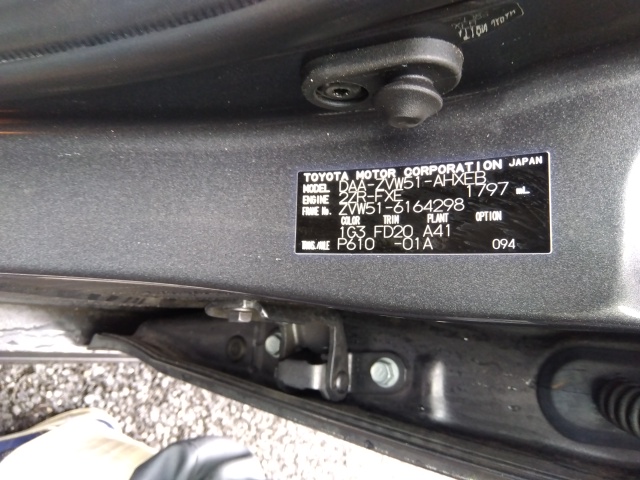 TOYOTA MOTOR CORPORATION JAPAN
MODEL DAA-ZVW51-AHXEB
ENGINE 2ZR-FXE 1797 mL
FRAME No. ZVW51-6164298
COLOR TRIM PLANT OPTION
1G3 FD20 A41
TRANS./AXLE P610 -01A 094